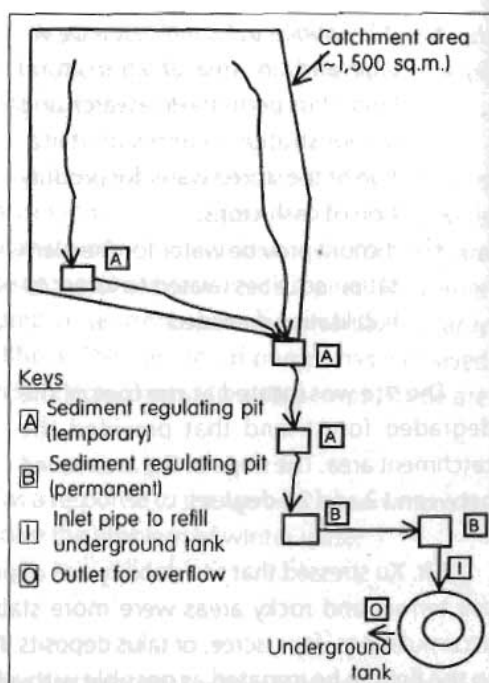 Catchment area
(~1,500 sq.m.)
A
A
A
Keys
A Sediment regulating pit
(temporary)
B Sediment regulating pit
(permanent)
I Inlet pipe to refill
underground tank
O Outlet for overflow
B
B
I
O
Underground
tank